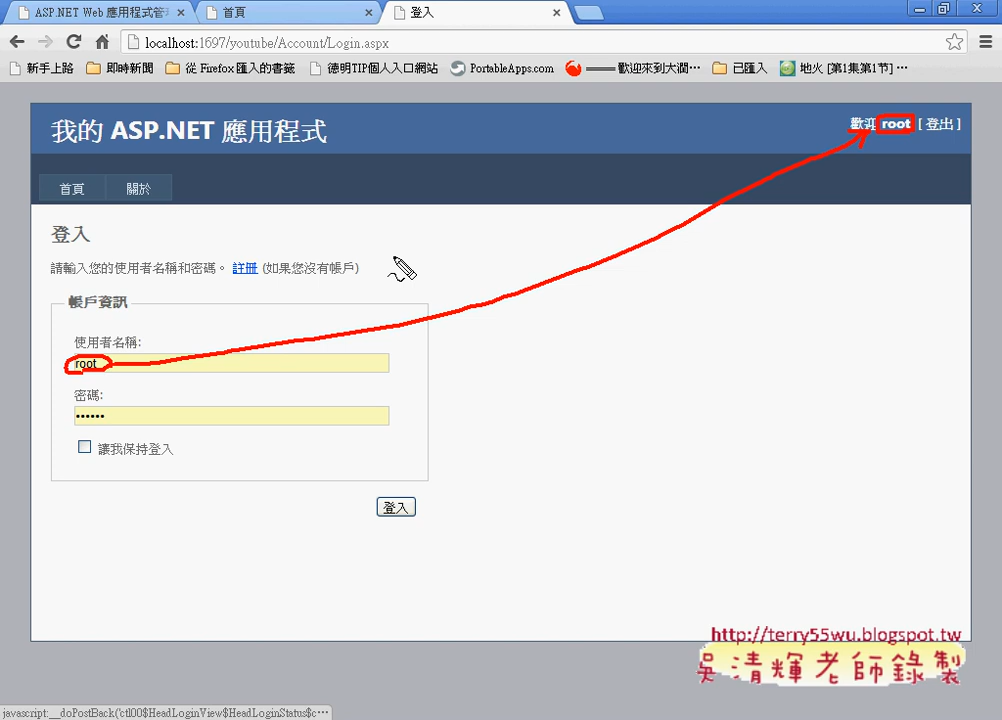 ASP.NET Web 應用程式管
首頁
登入
localhost:1697/youtube/Account/Login.aspx
新手上路 即時新聞 從 Firefox 匯入的書籤 德明TIP個人入口網站 PortableApps.com ━━━歡迎來到大澗… 已匯入 地火 [第1集第1节] …
我的 ASP.NET 應用程式
歡迎 root [ 登出 ]
首頁 關於
登入
請輸入您的使用者名稱和密碼。 註冊 (如果您沒有帳戶)
帳戶資訊
使用者名稱:
root
密碼:
••••••
讓我保持登入
登入
http://terry55wu.blogspot.tw
吳清輝老師錄製
javascript:__doPostBack('ctl00$HeadLoginView$HeadLoginStatus$c…